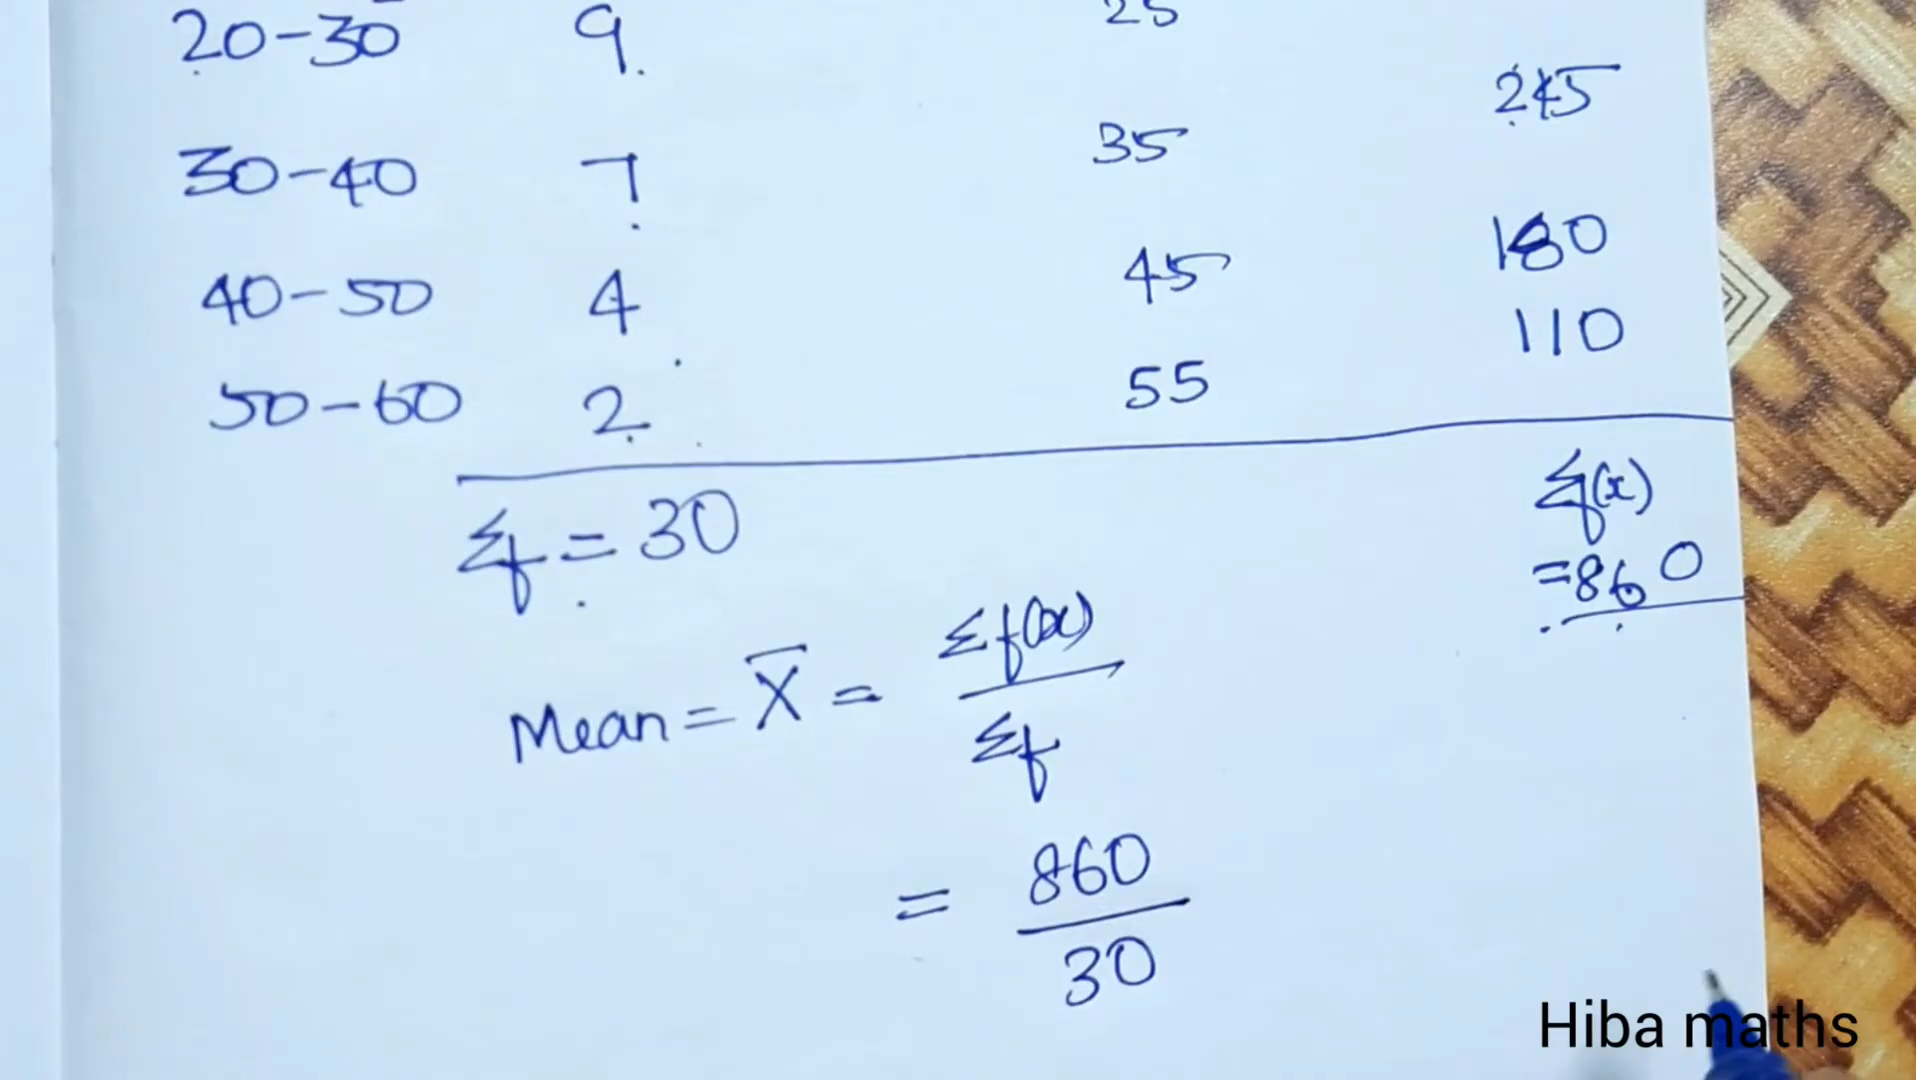 20-30 9 25
30-40 7 35 245
40-50 4 45 180
50-60 2 55 110
Σf = 30 Σf(x)
=860
Mean = X̅ = Σf(x)
Σf
= 860
30
Hiba maths